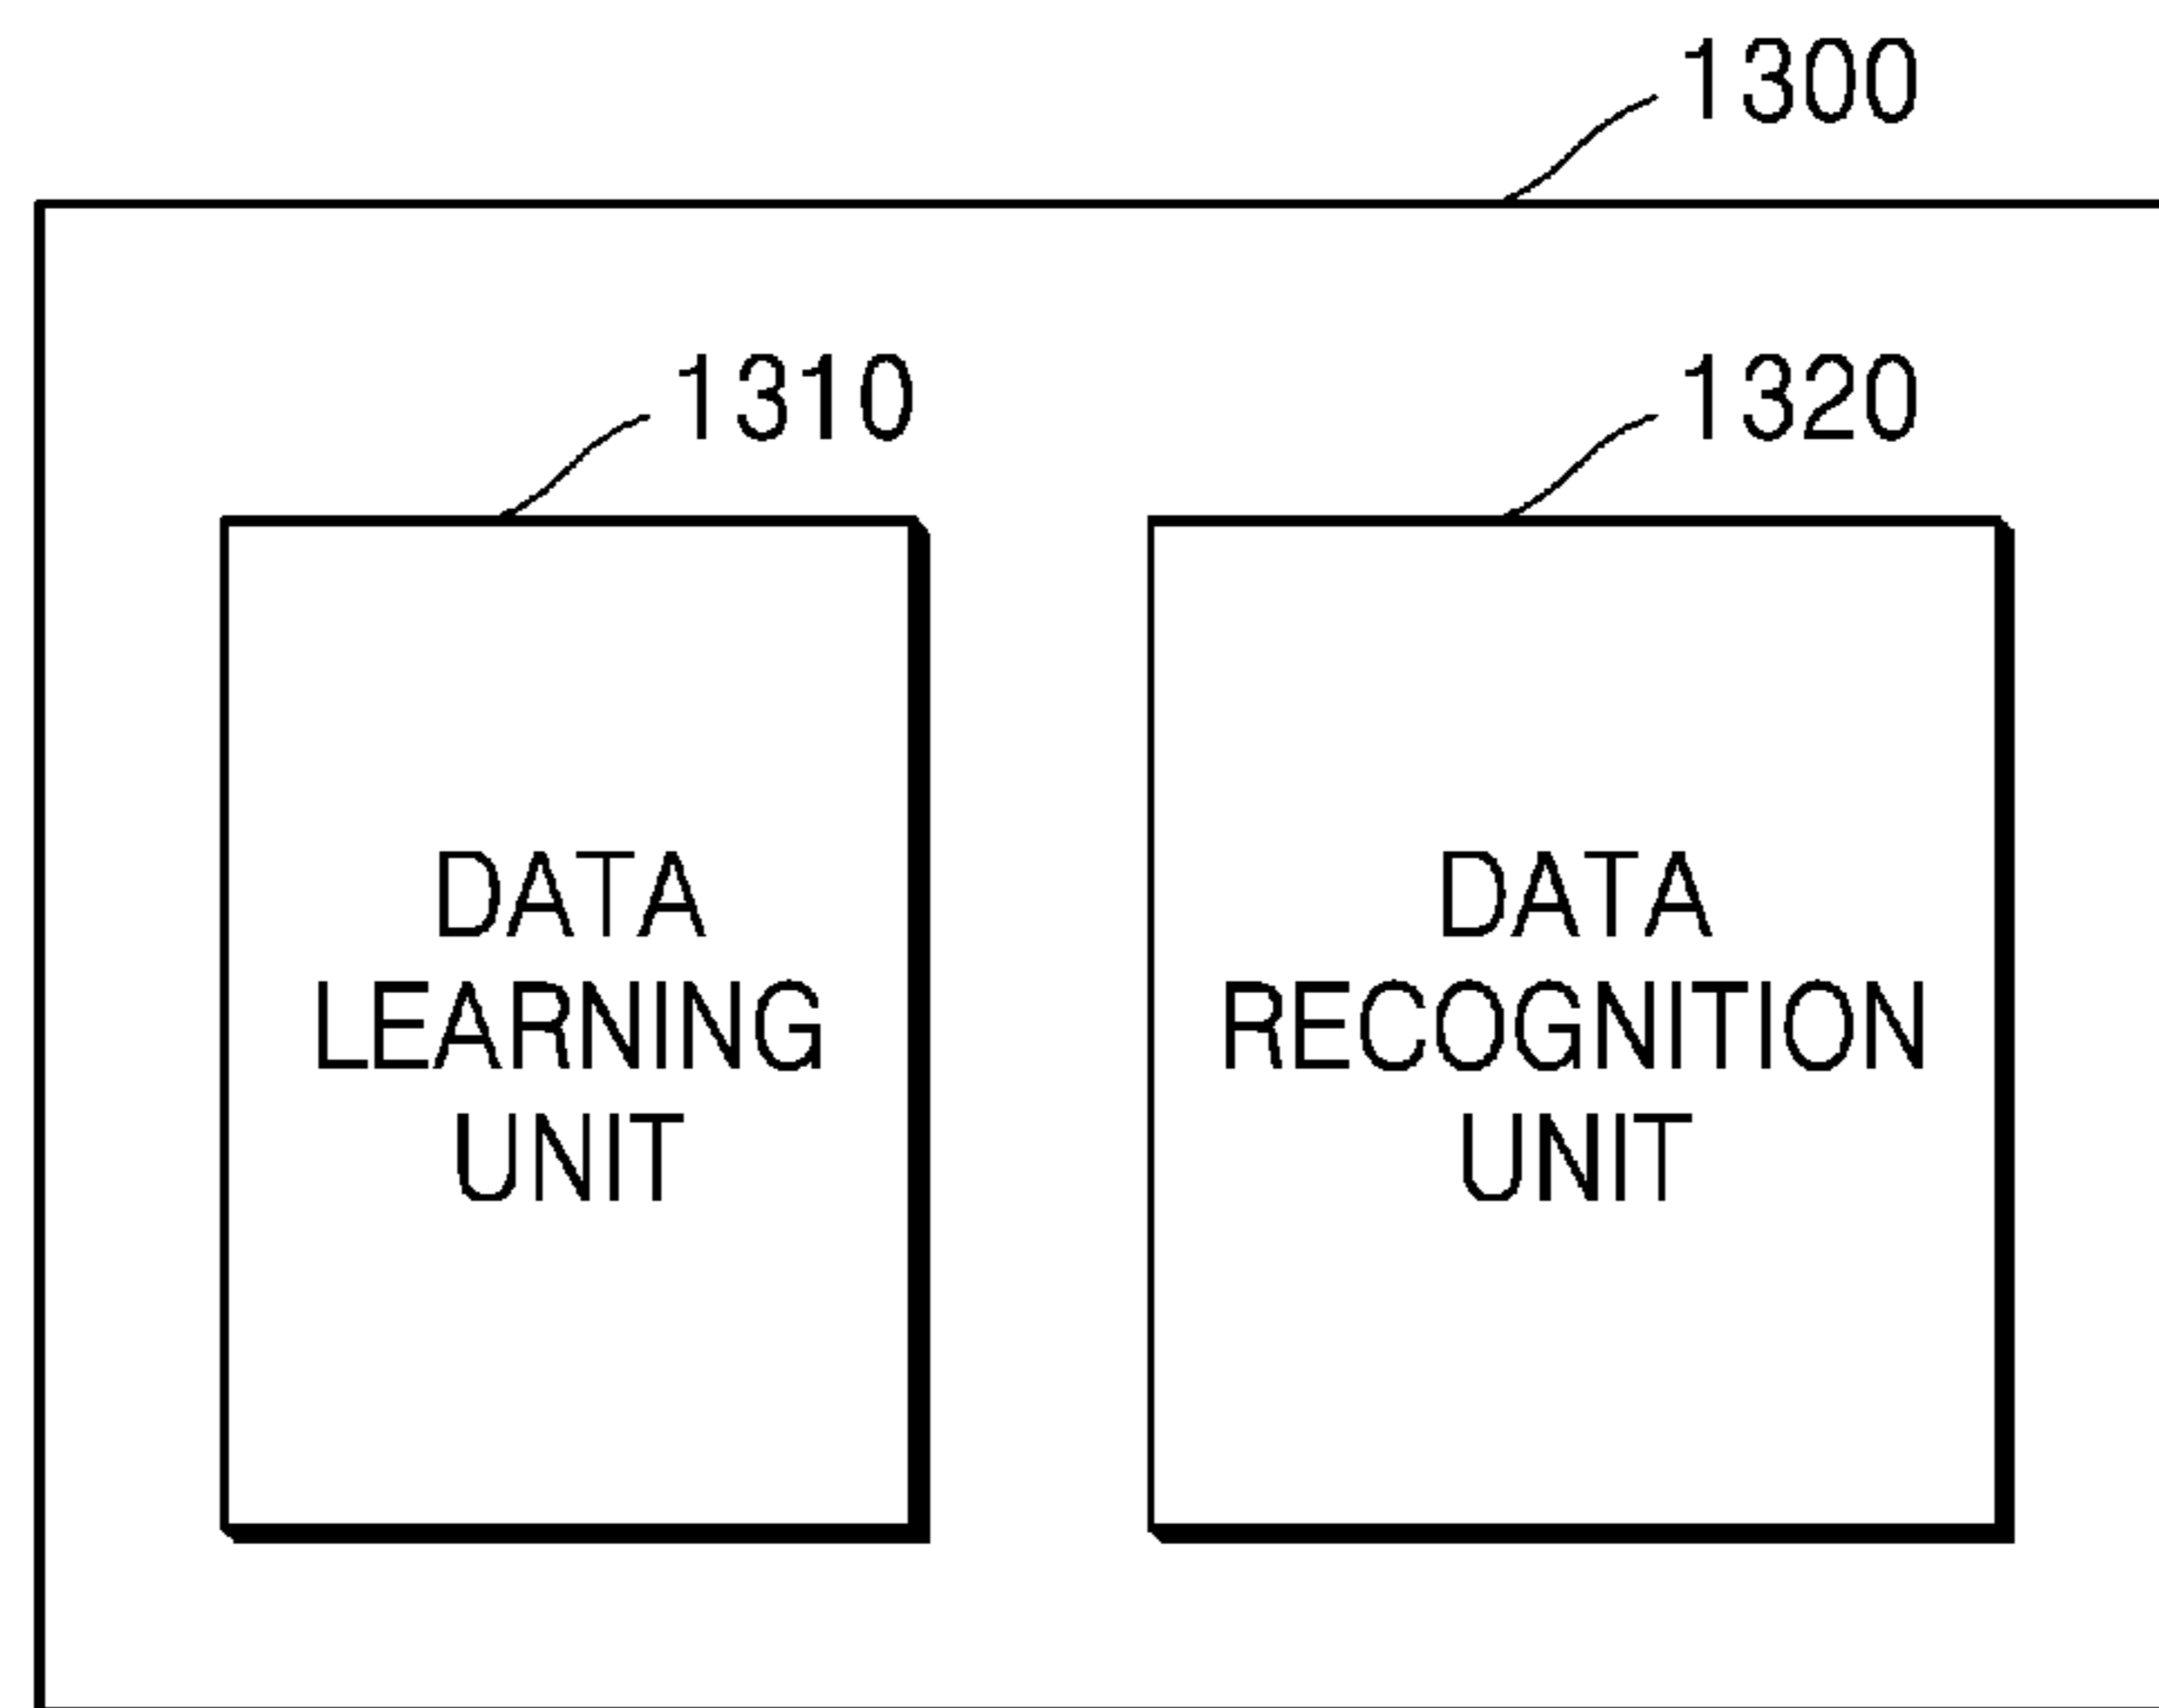 1300
1310
1320
DATA
LEARNING
UNIT
DATA
RECOGNITION
UNIT